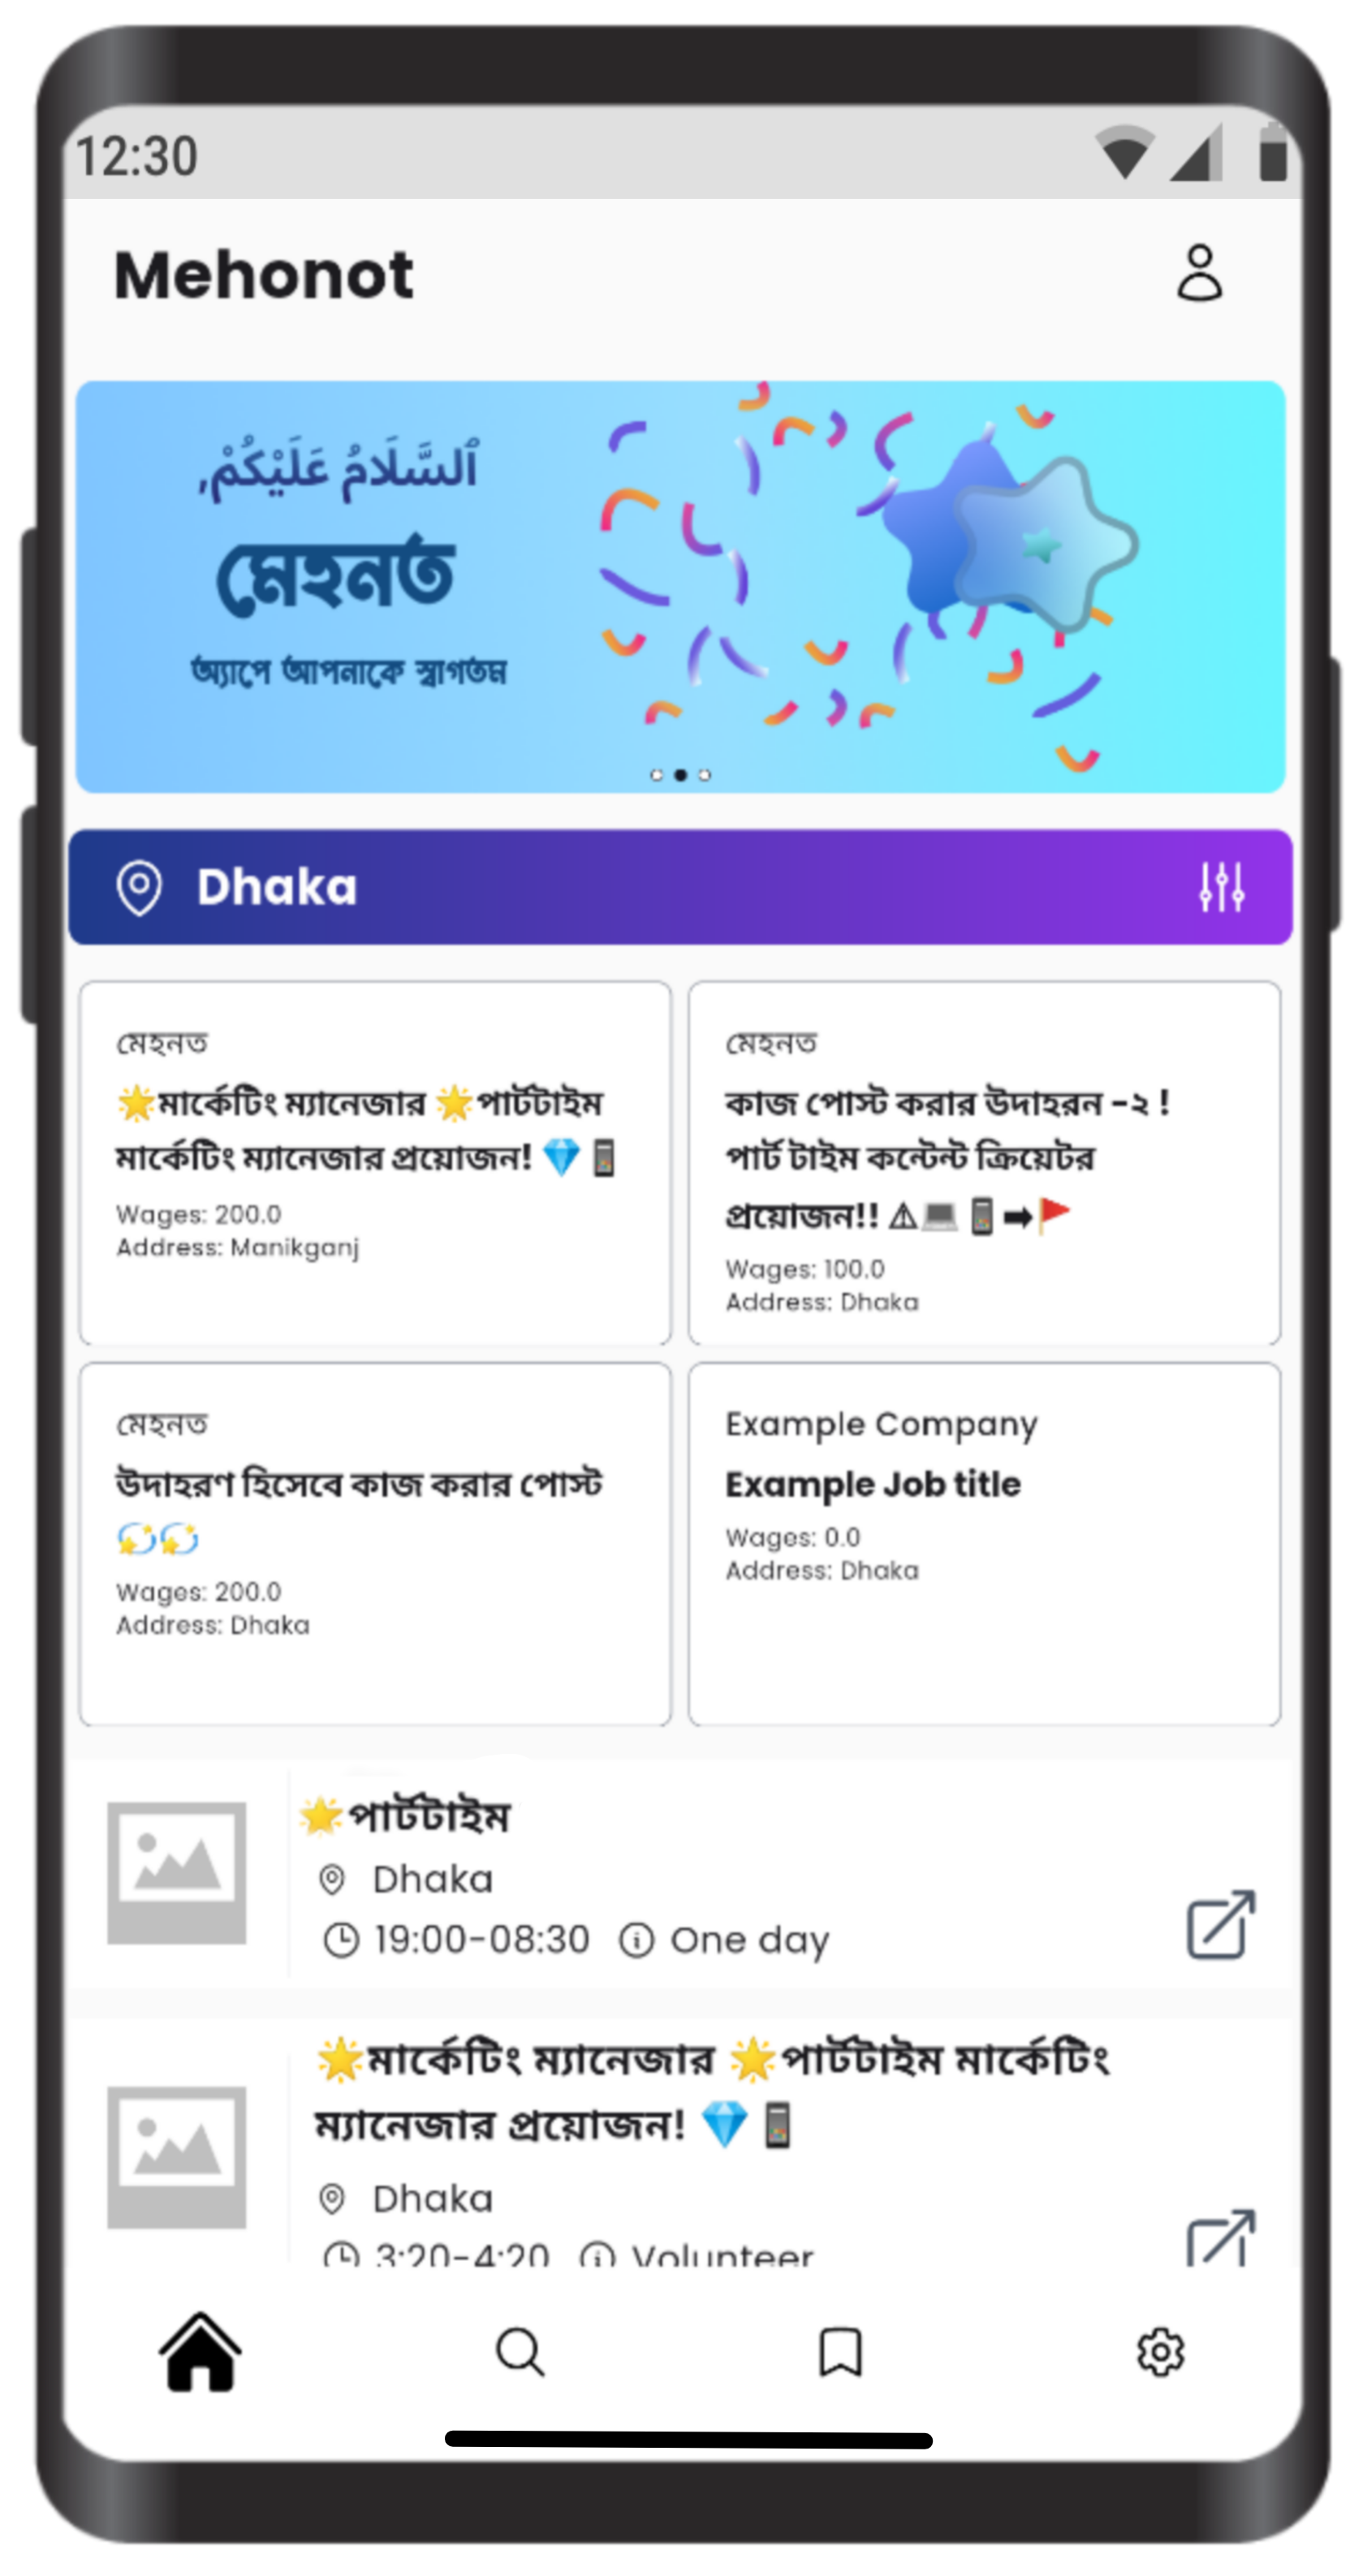 12:30
Mehonot
ٱلسَّلَامُ عَلَيْكُمْ,
মেহনত
অ্যাপে আপনাকে স্বাগতম
Dhaka
মেহনত
🌟মার্কেটিং ম্যানেজার 🌟পার্টটাইম
মার্কেটিং ম্যানেজার প্রয়োজন! 💎📱
Wages: 200.0
Address: Manikganj
মেহনত
কাজ পোস্ট করার উদাহরন -২ !
পার্ট টাইম কন্টেন্ট ক্রিয়েটর
প্রয়োজন!! ⚠💻📱➡🚩
Wages: 100.0
Address: Dhaka
মেহনত
উদাহরণ হিসেবে কাজ করার পোস্ট
💫💫
Wages: 200.0
Address: Dhaka
Example Company
Example Job title
Wages: 0.0
Address: Dhaka
🌟পার্টটাইম
Dhaka
19:00-08:30 One day
🌟মার্কেটিং ম্যানেজার 🌟পার্টটাইম মার্কেটিং
ম্যানেজার প্রয়োজন! 💎📱
Dhaka
3:20-4:20 Volunteer